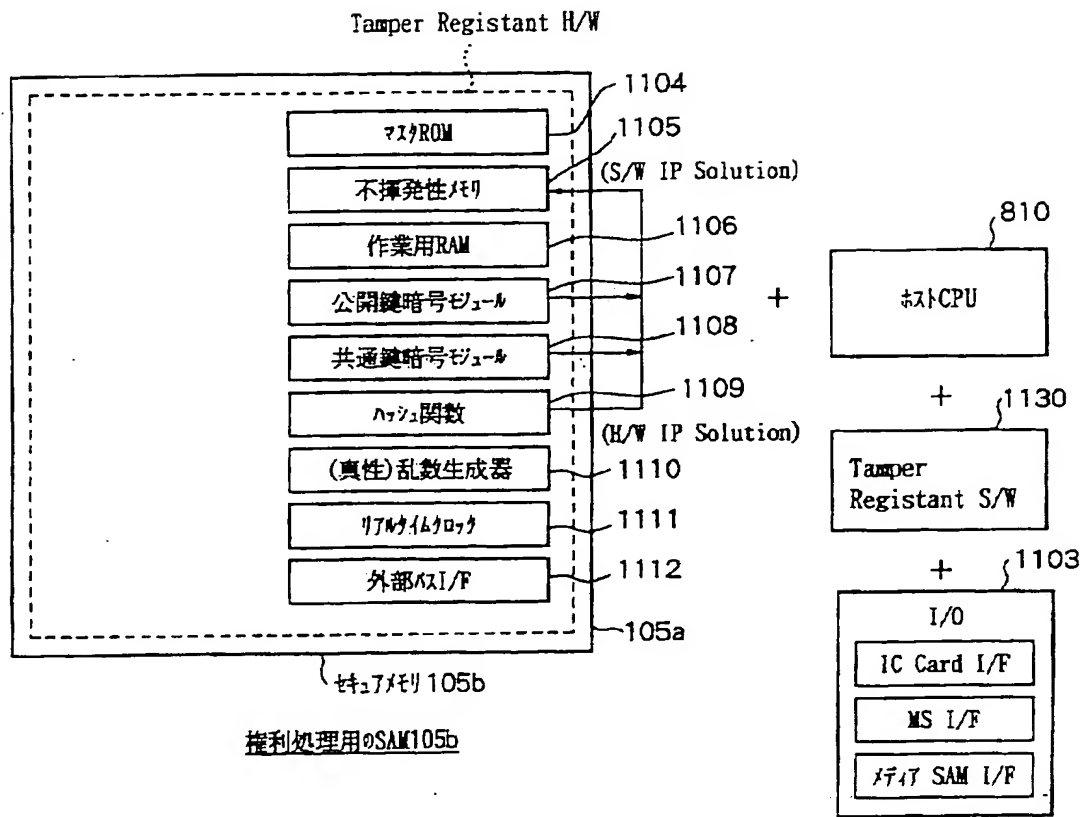 Tamper Registant H/W
1104
マスタROM
1105
(S/W IP Solution)
不揮発性メモリ
1106
作業用RAM
810
1107
公開鍵暗号モジュール
+
ホストCPU
1108
共通鍵暗号モジュール
1109
ハッシュ関数
+
1130
(H/W IP Solution)
(真性)乱数生成器
1110
Tamper
Registant S/W
リアルタイムクロック
1111
外部バスI/F
1112
+
1103
I/O
105a
IC Card I/F
セキュアメモリ105b
MS I/F
権利処理用のSAM105b
メディア SAM I/F